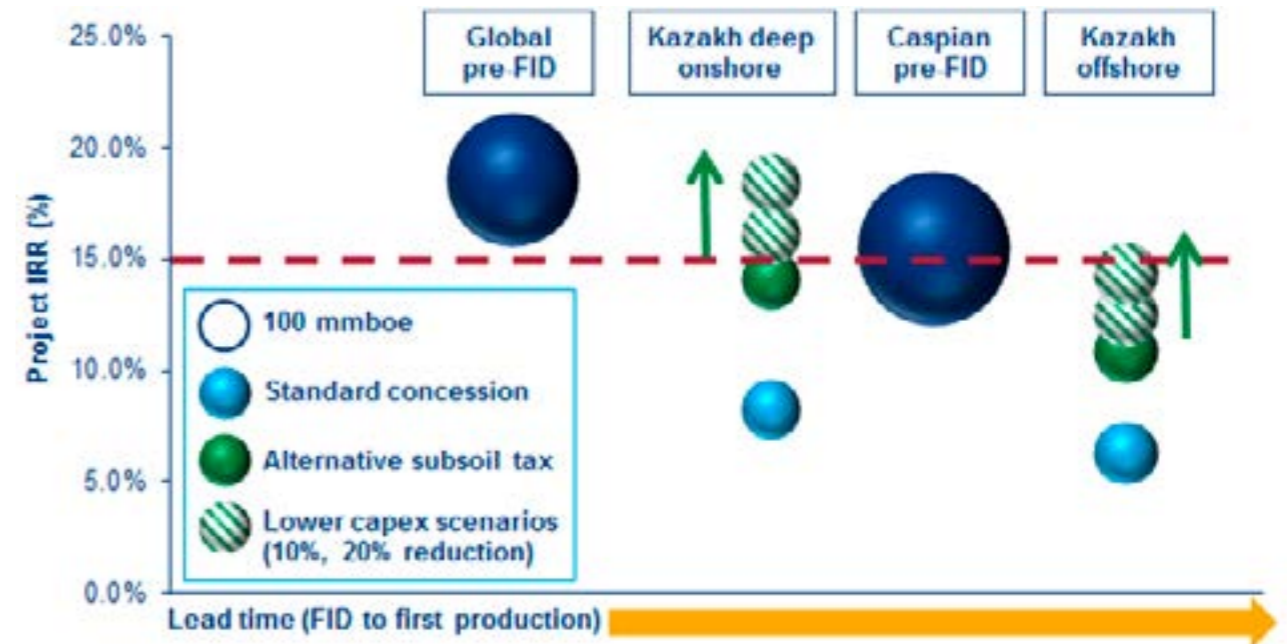 25.0%
20.0%
15.0%
10.0%
5.0%
0.0%
Project IRR (%)
Global
pre-FID
Kazakh deep
onshore
Caspian
pre-FID
Kazakh
offshore
100 mmboe
Standard concession
Alternative subsoil tax
Lower capex scenarios
(10%, 20% reduction)
Lead time (FID to first production)